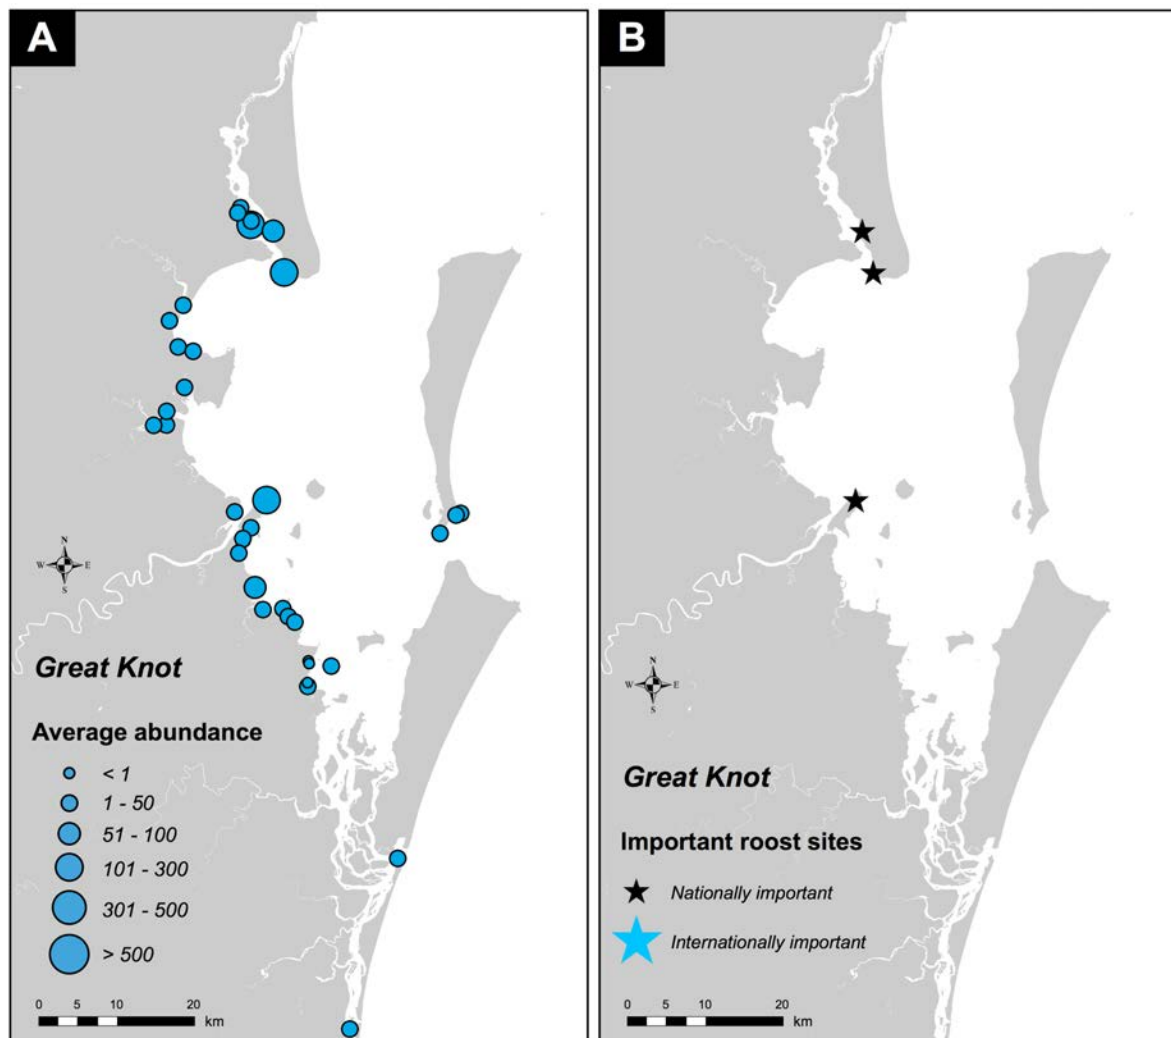 A
N
W E
S
Great Knot
Average abundance
< 1
1 - 50
51 - 100
101 - 300
301 - 500
> 500
0 5 10 20
km
B
N
W E
S
Great Knot
Important roost sites
Nationally important
Internationally important
0 5 10 20
km